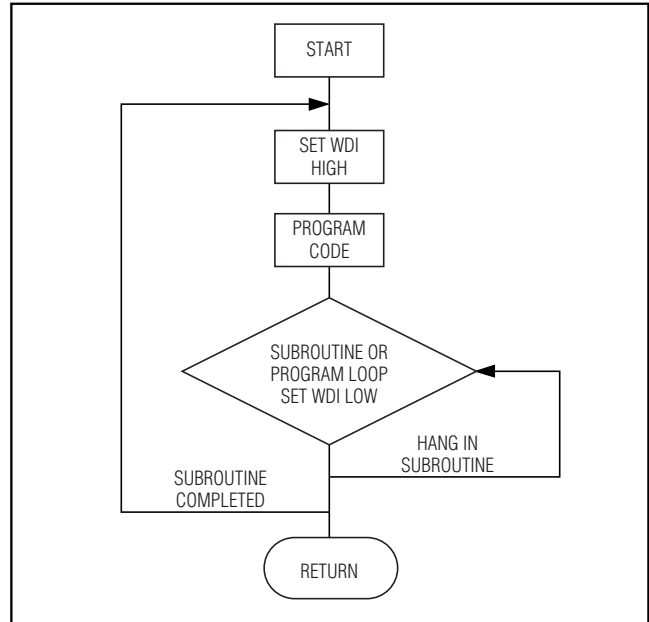 START
SET WDI
HIGH
PROGRAM
CODE
SUBROUTINE OR
PROGRAM LOOP
SET WDI LOW
HANG IN
SUBROUTINE
SUBROUTINE
COMPLETED
RETURN